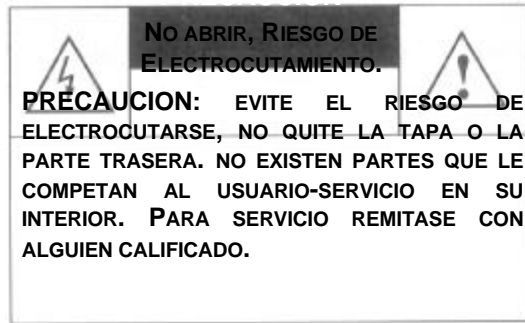 NO ABRIR, RIESGO DE
ELECTROCUTAMIENTO.
PRECAUCION: EVITE EL RIESGO DE
ELECTROCUTARSE, NO QUITE LA TAPA O LA
PARTE TRASERA. NO EXISTEN PARTES QUE LE
COMPETAN AL USUARIO-SERVICIO EN SU
INTERIOR. PARA SERVICIO REMITASE CON
ALGUIEN CALIFICADO.